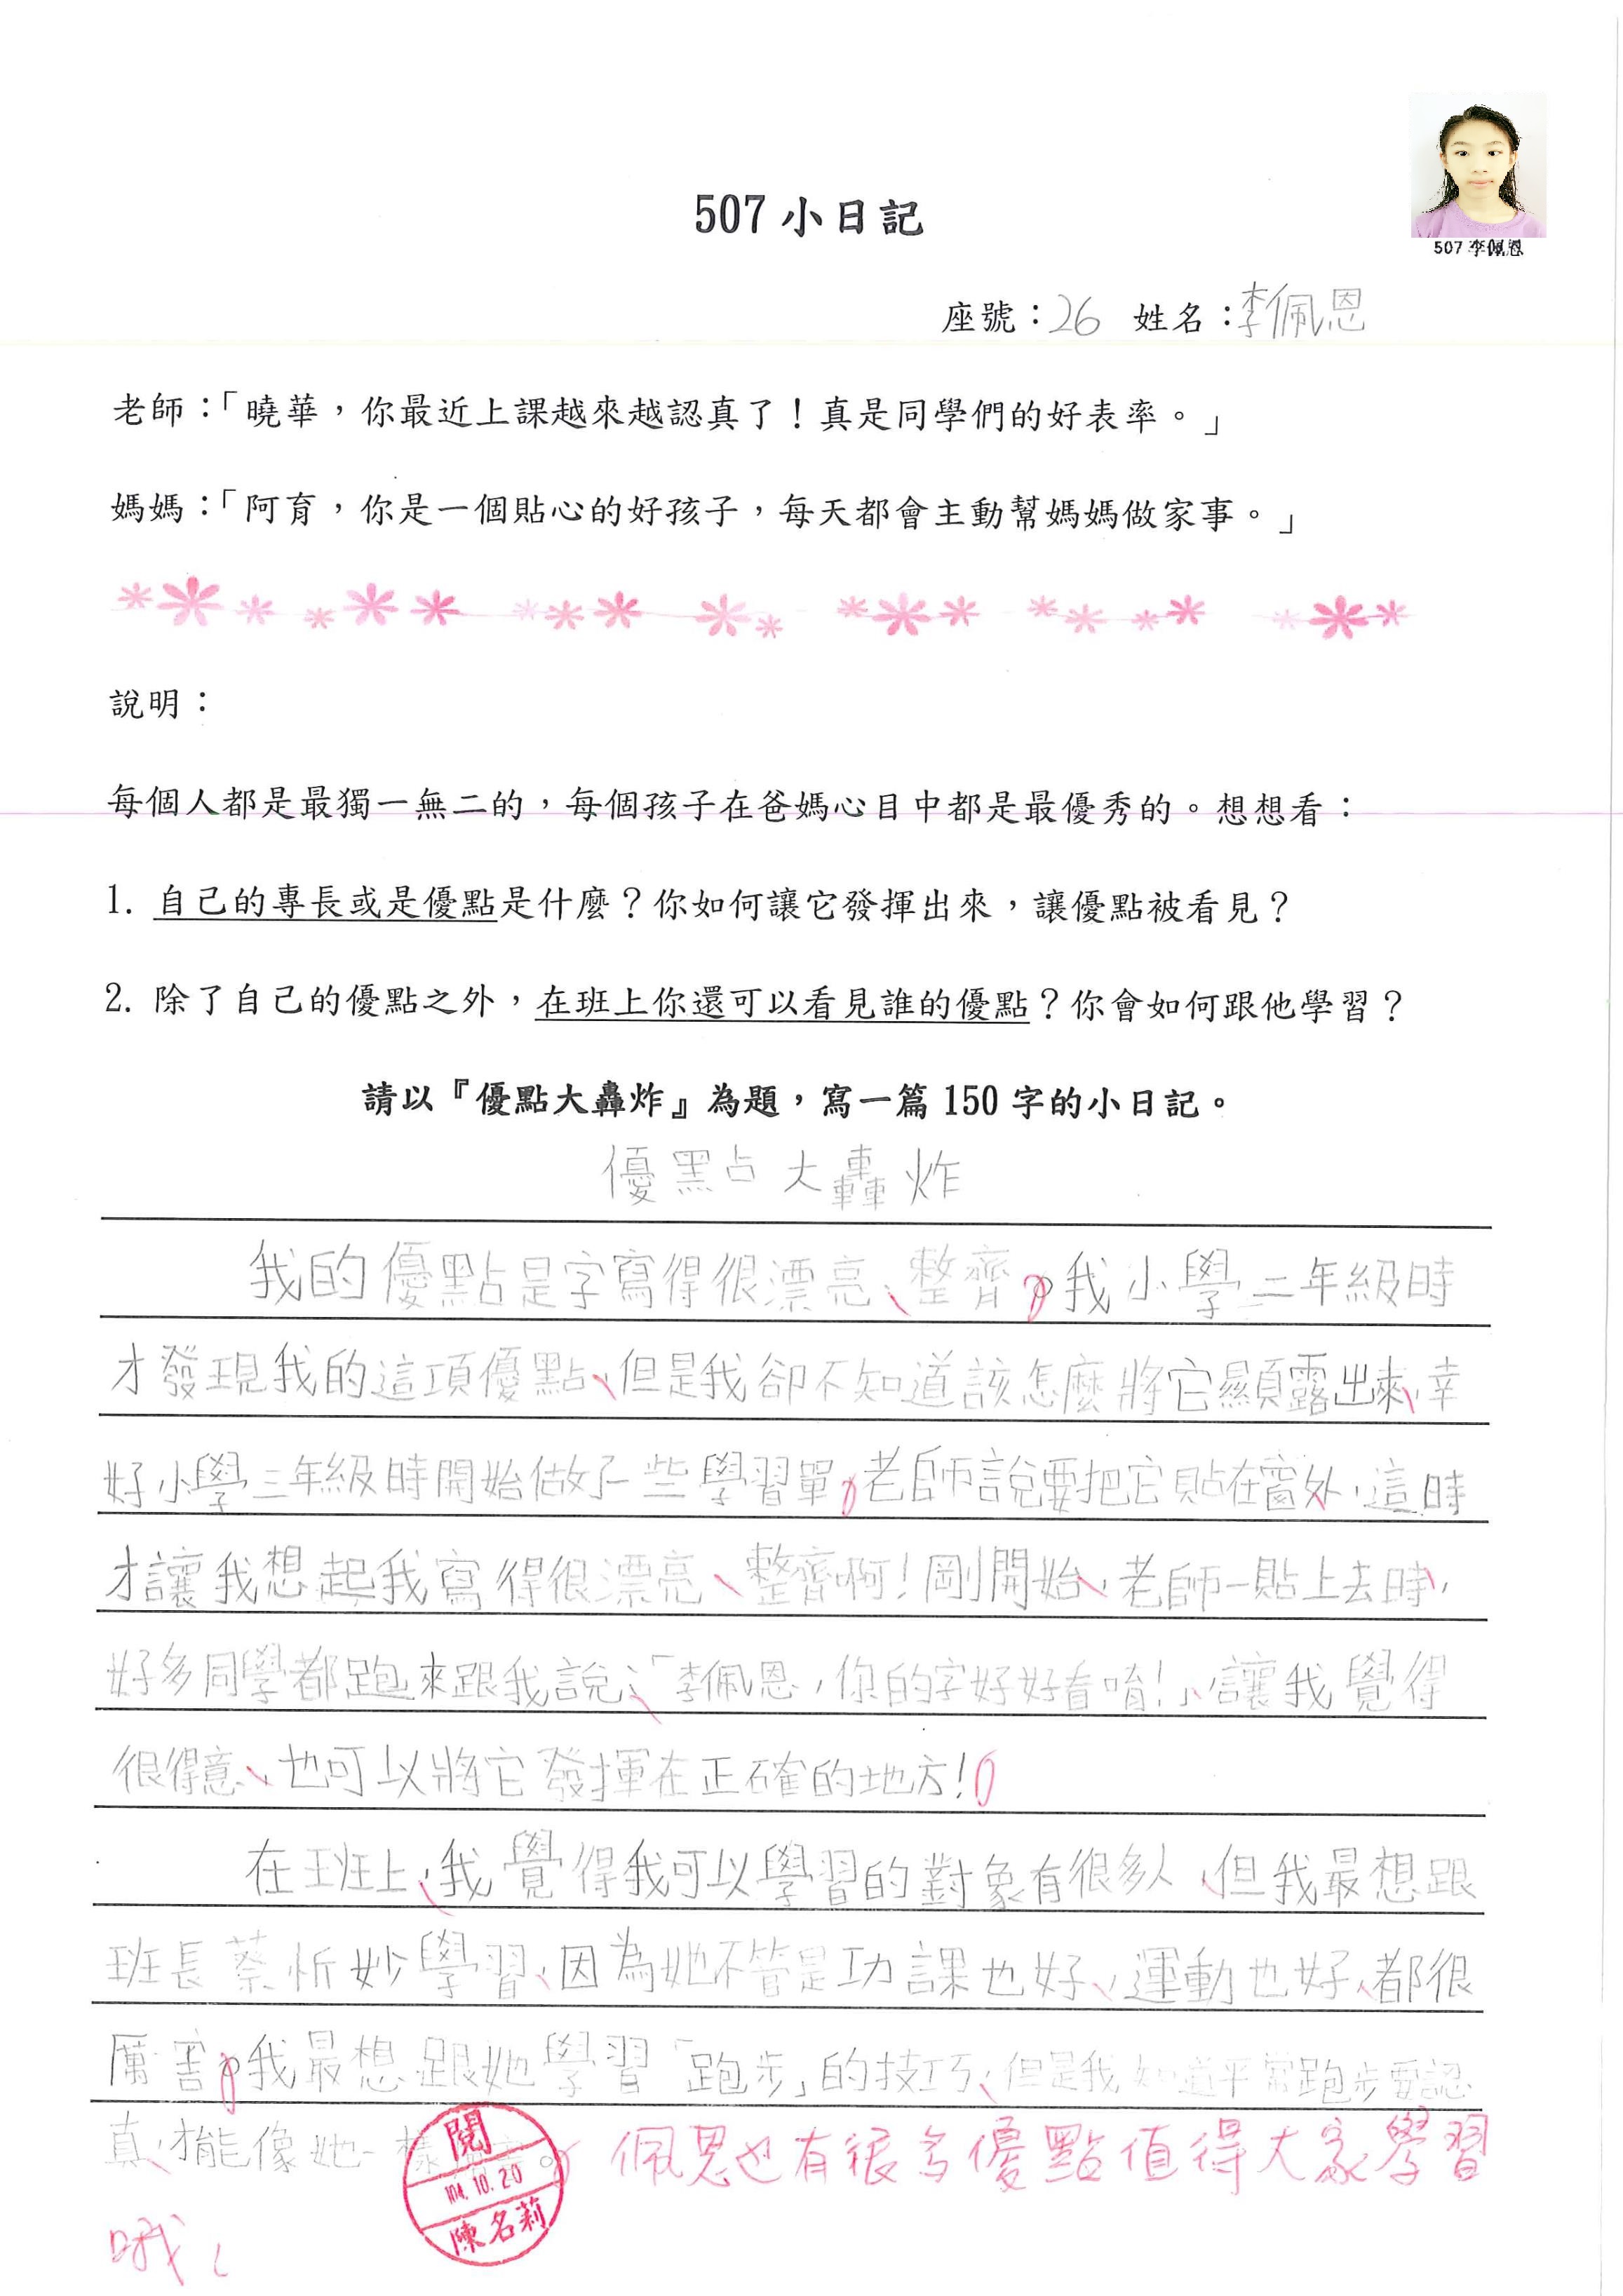 507 李佩恩
507 小日記
座號：26 姓名：李佩恩
老師：「曉華，你最近上課越來越認真了！真是同學們的好表率。」
媽媽：「阿育，你是一個貼心的好孩子，每天都會主動幫媽媽做家事。」
說明：
每個人都是最獨一無二的，每個孩子在爸媽心目中都是最優秀的。想想看：
1. 自己的專長或是優點是什麼？你如何讓它發揮出來，讓優點被看見？
2. 除了自己的優點之外，在班上你還可以看見誰的優點？你會如何跟他學習？
請以『優點大轟炸』為題，寫一篇 150 字的小日記。
優點大轟炸
我的優點是字寫得很漂亮、整齊，我小學二年級時
才發現我的這項優點，但是我卻不知道該怎麼將它顯露出來，幸
好小學三年級時開始做了一些學習單，老師說要把它貼在窗外，這時
才讓我想起我寫得很漂亮、整齊啊！剛開始，老師一貼上去時，
好多同學都跑來跟我說：「李佩恩，你的字好好看唷！」，讓我覺得
很得意，也可以將它發揮在正確的地方！
在班上，我覺得我可以學習的對象有很多人，但我最想跟
班長蔡忻妙學習，因為她不管是功課也好，運動也好，都很
厲害，我最想跟她學習「跑步」的技巧，但是我知道平常跑步要認
真，才能像她一樣。
佩恩也有很多優點值得大家學習
哦！
閱
104.10.20
陳名莉